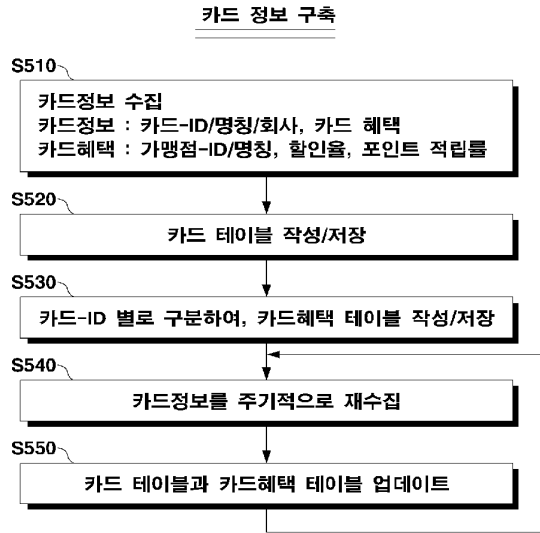 카드 정보 구축
S510
카드정보 수집
카드정보 : 카드-ID/명칭/회사, 카드 혜택
카드혜택 : 가맹점-ID/명칭, 할인율, 포인트 적립률
S520
카드 테이블 작성/저장
S530
카드-ID 별로 구분하여, 카드혜택 테이블 작성/저장
S540
카드정보를 주기적으로 재수집
S550
카드 테이블과 카드혜택 테이블 업데이트